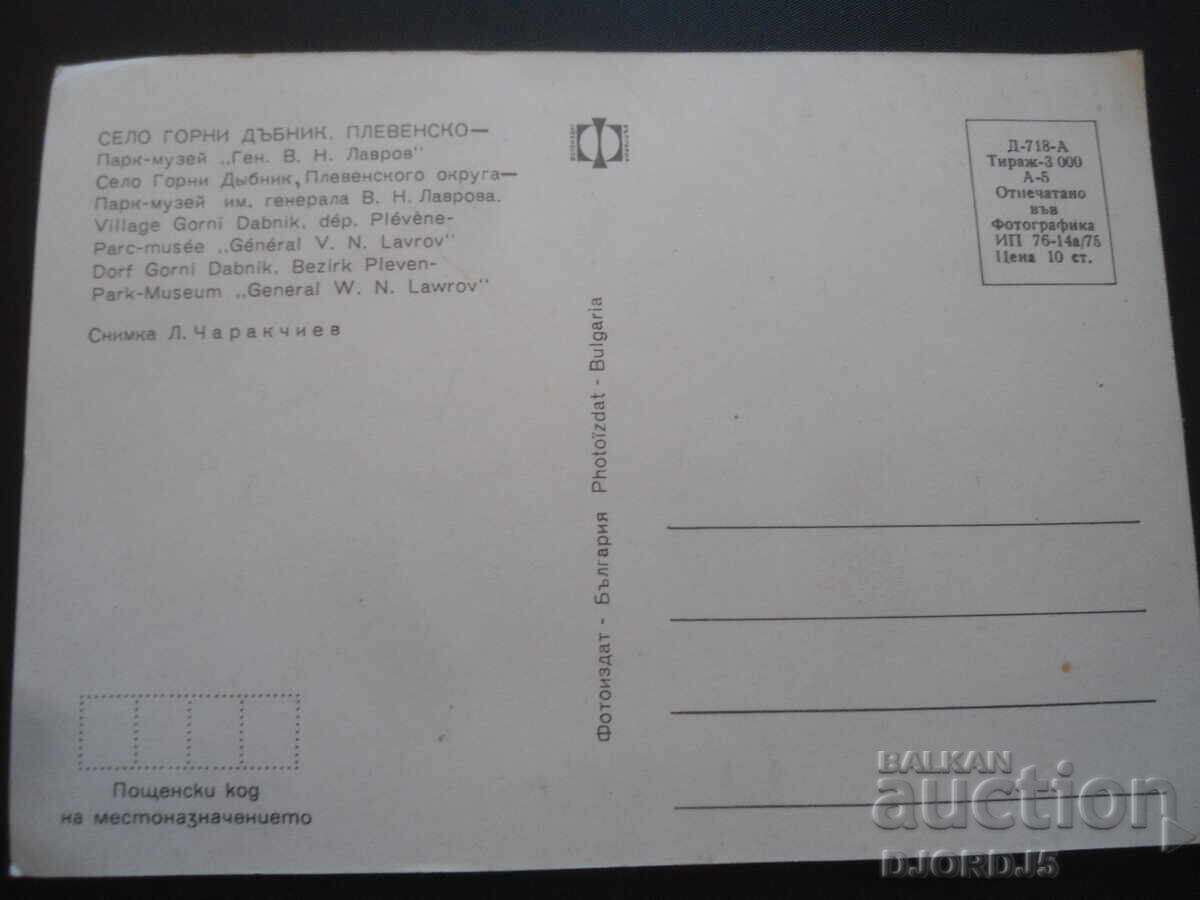 СЕЛО ГОРНИ ДЪБНИК, ПЛЕВЕНСКО—
Парк-музей „Ген. В. Н. Лавров"
Село Горни Дыбник, Плевенского округа—
Парк-музей им. генерала В. Н. Лаврова.
Village Gorni Dabnik, dép. Plévène-
Parc-musée „Général V. N. Lavrov"
Dorf Gorni Dabnik, Bezirk Pleven-
Park-Museum „General W. N. Lawrov"
Снимка Л. Чаракчиев
Фотоиздат - България Photoïzdat - Bulgaria
Д-718-А
Тираж-3 000
А-5
Отпечатано
във
Фотографика
ИП 76-14а/75
Цена 10 ст.
Пощенски код
на местоназначението
BALKAN
auction
DJORDJ5